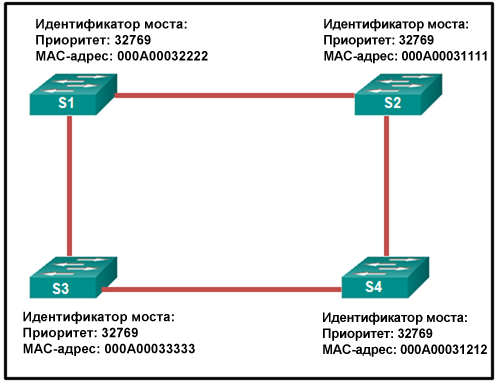 Идентификатор моста:
Приоритет: 32769
MAC-адрес: 000A00032222
Идентификатор моста:
Приоритет: 32769
MAC-адрес: 000A00031111
S1
S2
S3
S4
Идентификатор моста:
Приоритет: 32769
MAC-адрес: 000A00033333
Идентификатор моста:
Приоритет: 32769
MAC-адрес: 000A00031212